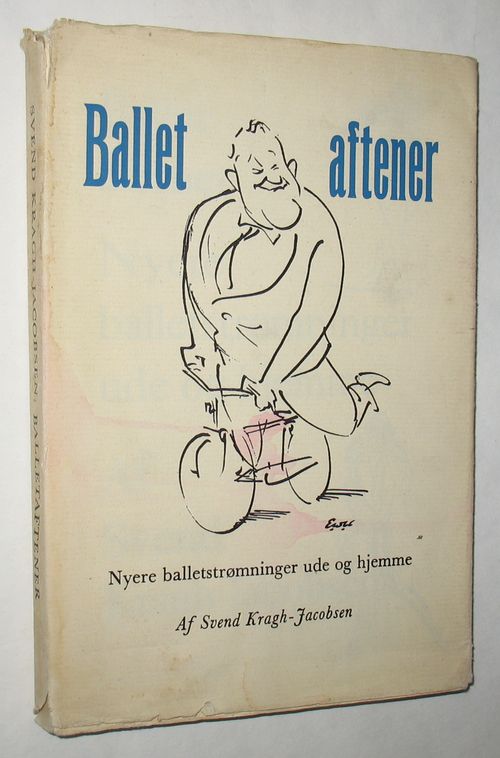 Ballet aftener
Nyere balletstrømninger ude og hjemme
Af Svend Kragh-Jacobsen
SVEND KRAGH-JACOBSEN: BALLETAFTENER